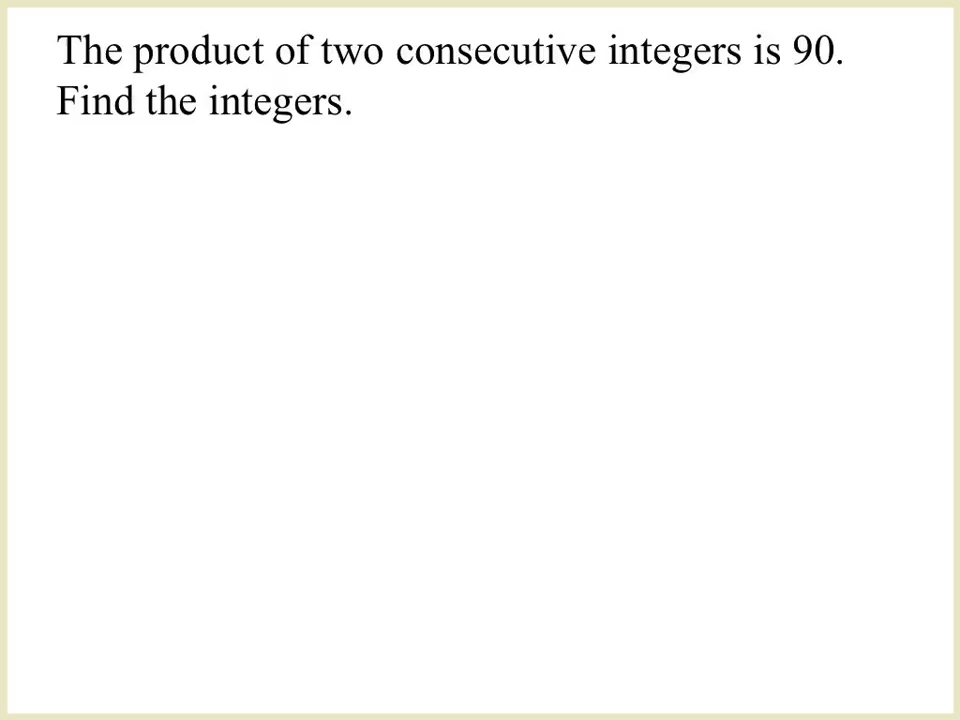 The product of two consecutive integers is 90.
Find the integers.